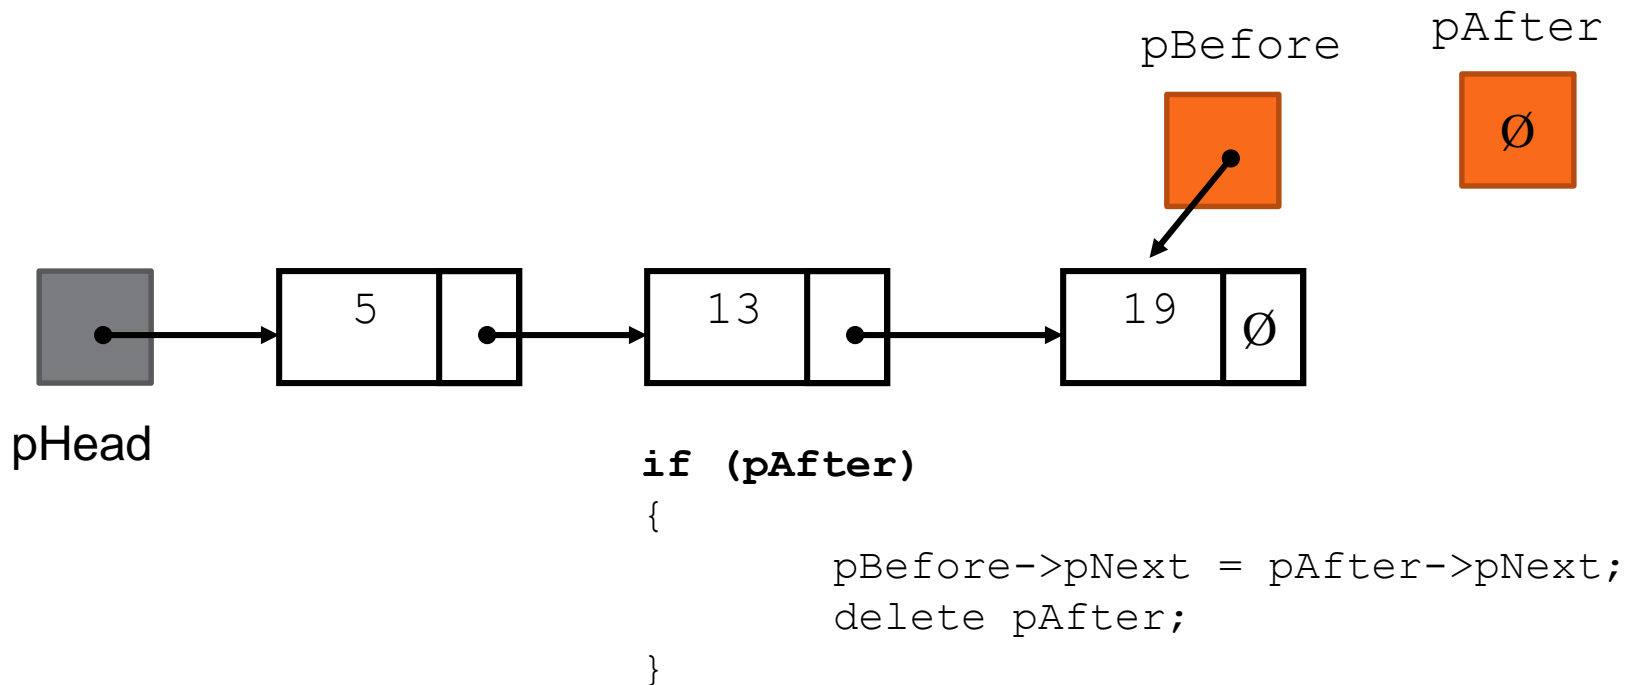 pBefore
pAfter
Ø
5
13
19
Ø
pHead
if (pAfter)
{
pBefore->pNext = pAfter->pNext;
delete pAfter;
}